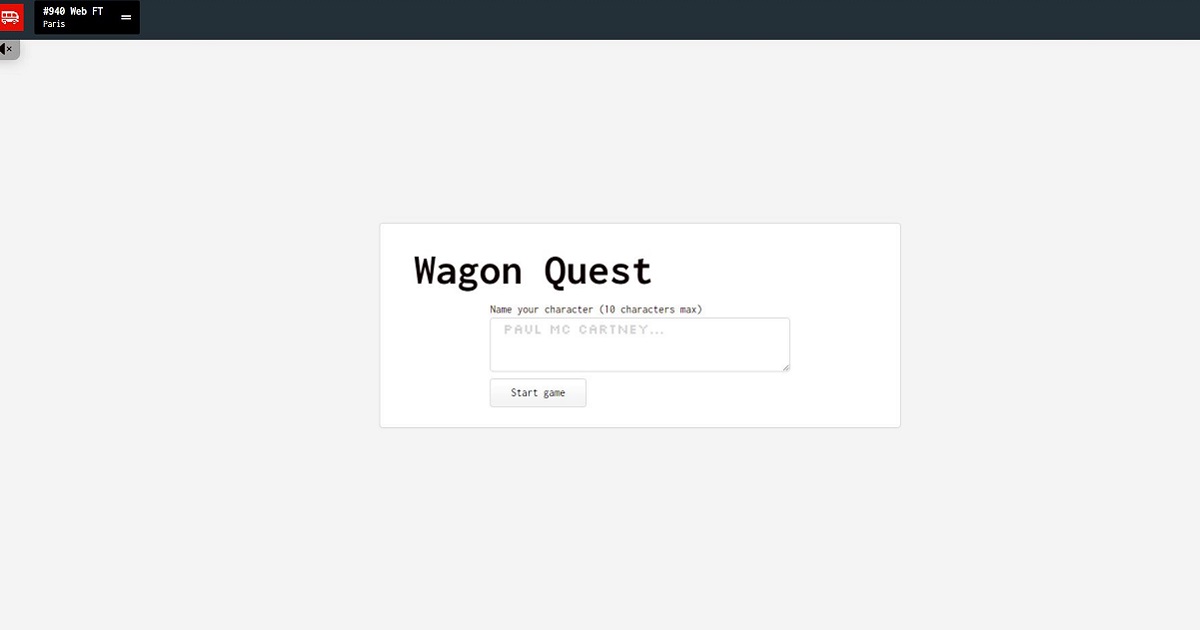 #940 Web FT
Paris
Wagon Quest
Name your character (10 characters max)
PAUL MC CARTNEY...
Start game